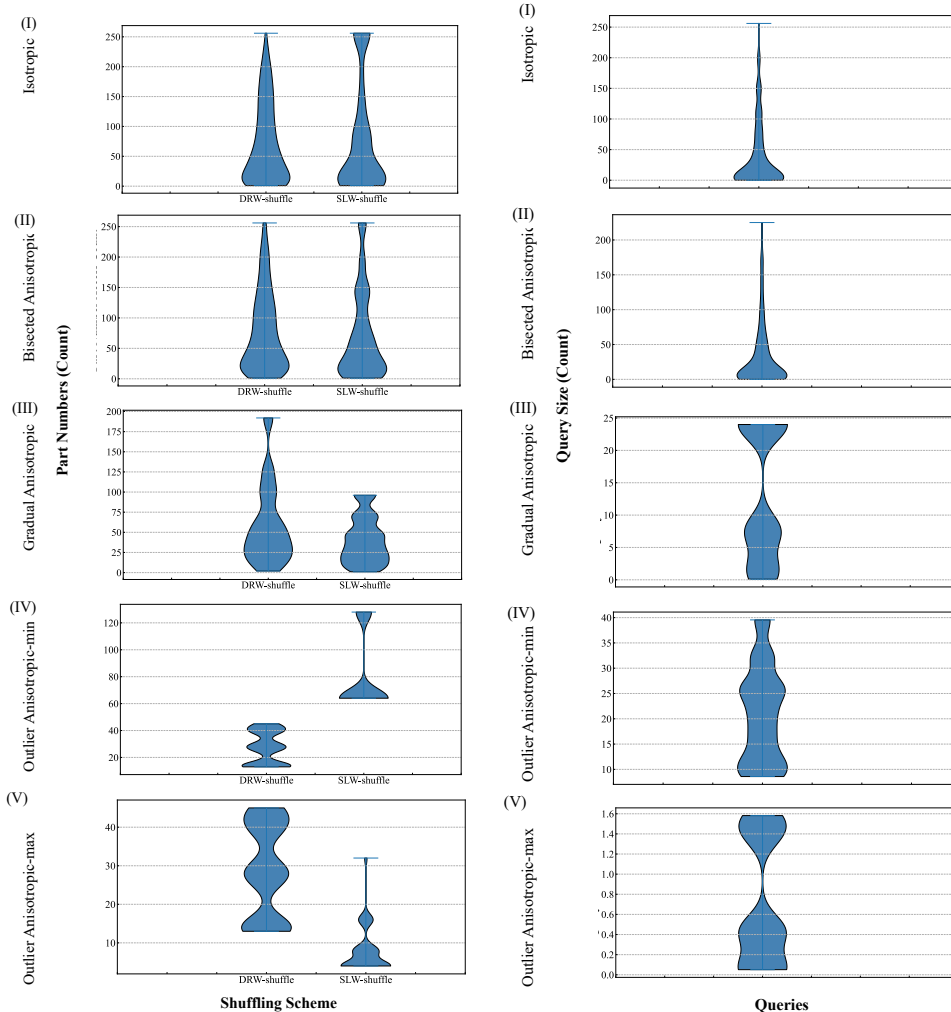 (I)
Isotropic
250
200
150
100
50
0
DRW-shuffle
SLW-shuffle
(II)
Bisected Anisotropic
250
200
150
100
50
0
DRW-shuffle
SLW-shuffle
Part Numbers (Count)
(III)
Gradual Anisotropic
200
175
150
125
100
75
50
25
0
DRW-shuffle
SLW-shuffle
(IV)
Outlier Anisotropic-min
120
100
80
60
40
20
DRW-shuffle
SLW-shuffle
(V)
Outlier Anisotropic-max
40
30
20
10
DRW-shuffle
SLW-shuffle
Shuffling Scheme
(I)
Isotropic
250
200
150
100
50
0
(II)
Bisected Anisotropic
200
150
100
50
0
Query Size (Count)
(III)
Gradual Anisotropic
25
20
15
10
5
0
(IV)
Outlier Anisotropic-min
40
35
30
25
20
15
10
(V)
Outlier Anisotropic-max
1.6
1.4
1.2
1.0
0.8
0.6
0.4
0.2
0.0
Queries